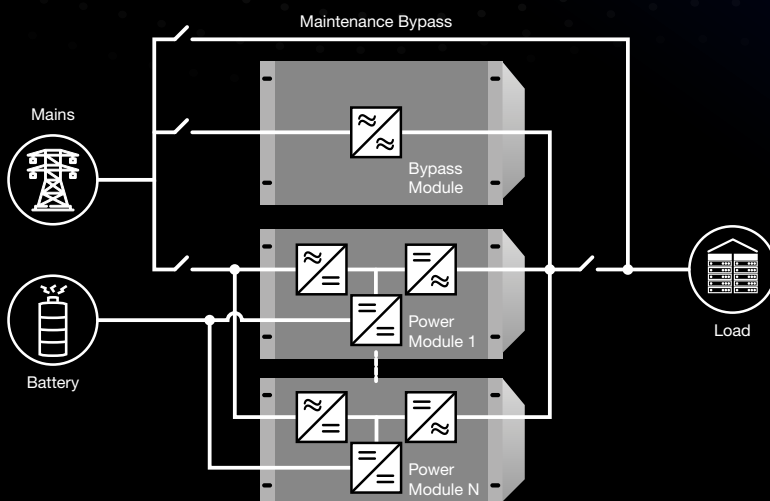 Maintenance Bypass
Mains
Bypass
Module
Power
Module 1
Load
Battery
Power
Module N